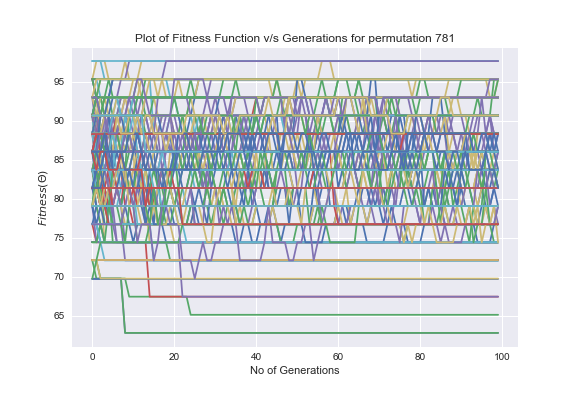 Plot of Fitness Function v/s Generations for permutation 781
95
90
85
80
75
70
65
Fitness(Θ)
0 20 40 60 80 100
No of Generations